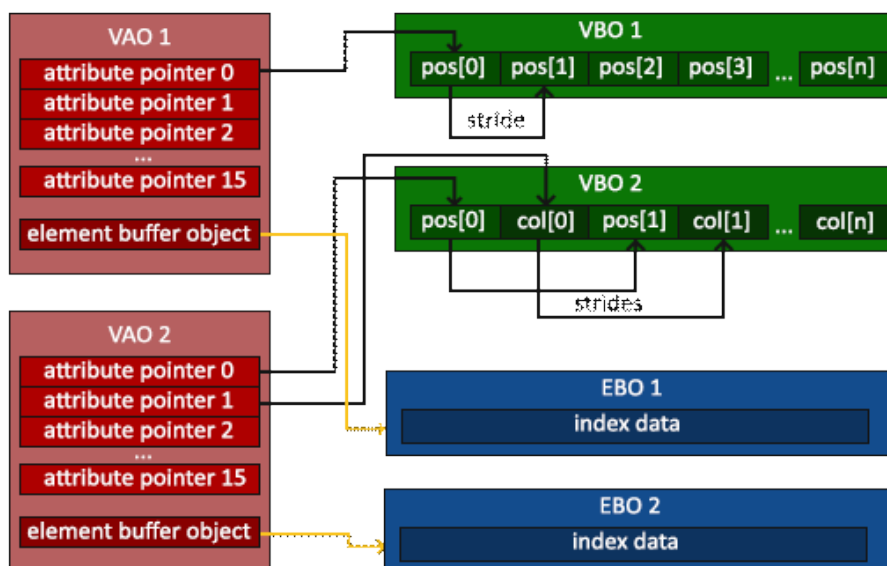 VAO 1
attribute pointer 0
attribute pointer 1
attribute pointer 2
...
attribute pointer 15
element buffer object
VBO 1
pos[0] pos[1] pos[2] pos[3] ... pos[n]
stride
VBO 2
pos[0] col[0] pos[1] col[1] ... col[n]
strides
VAO 2
attribute pointer 0
attribute pointer 1
attribute pointer 2
...
attribute pointer 15
element buffer object
EBO 1
index data
EBO 2
index data